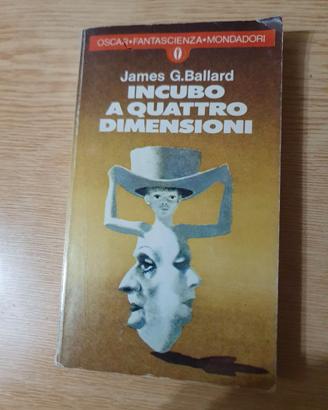 OSCAR•FANTASCIENZA•MONDADORI
James G.Ballard
INCUBO
A QUATTRO
DIMENSIONI